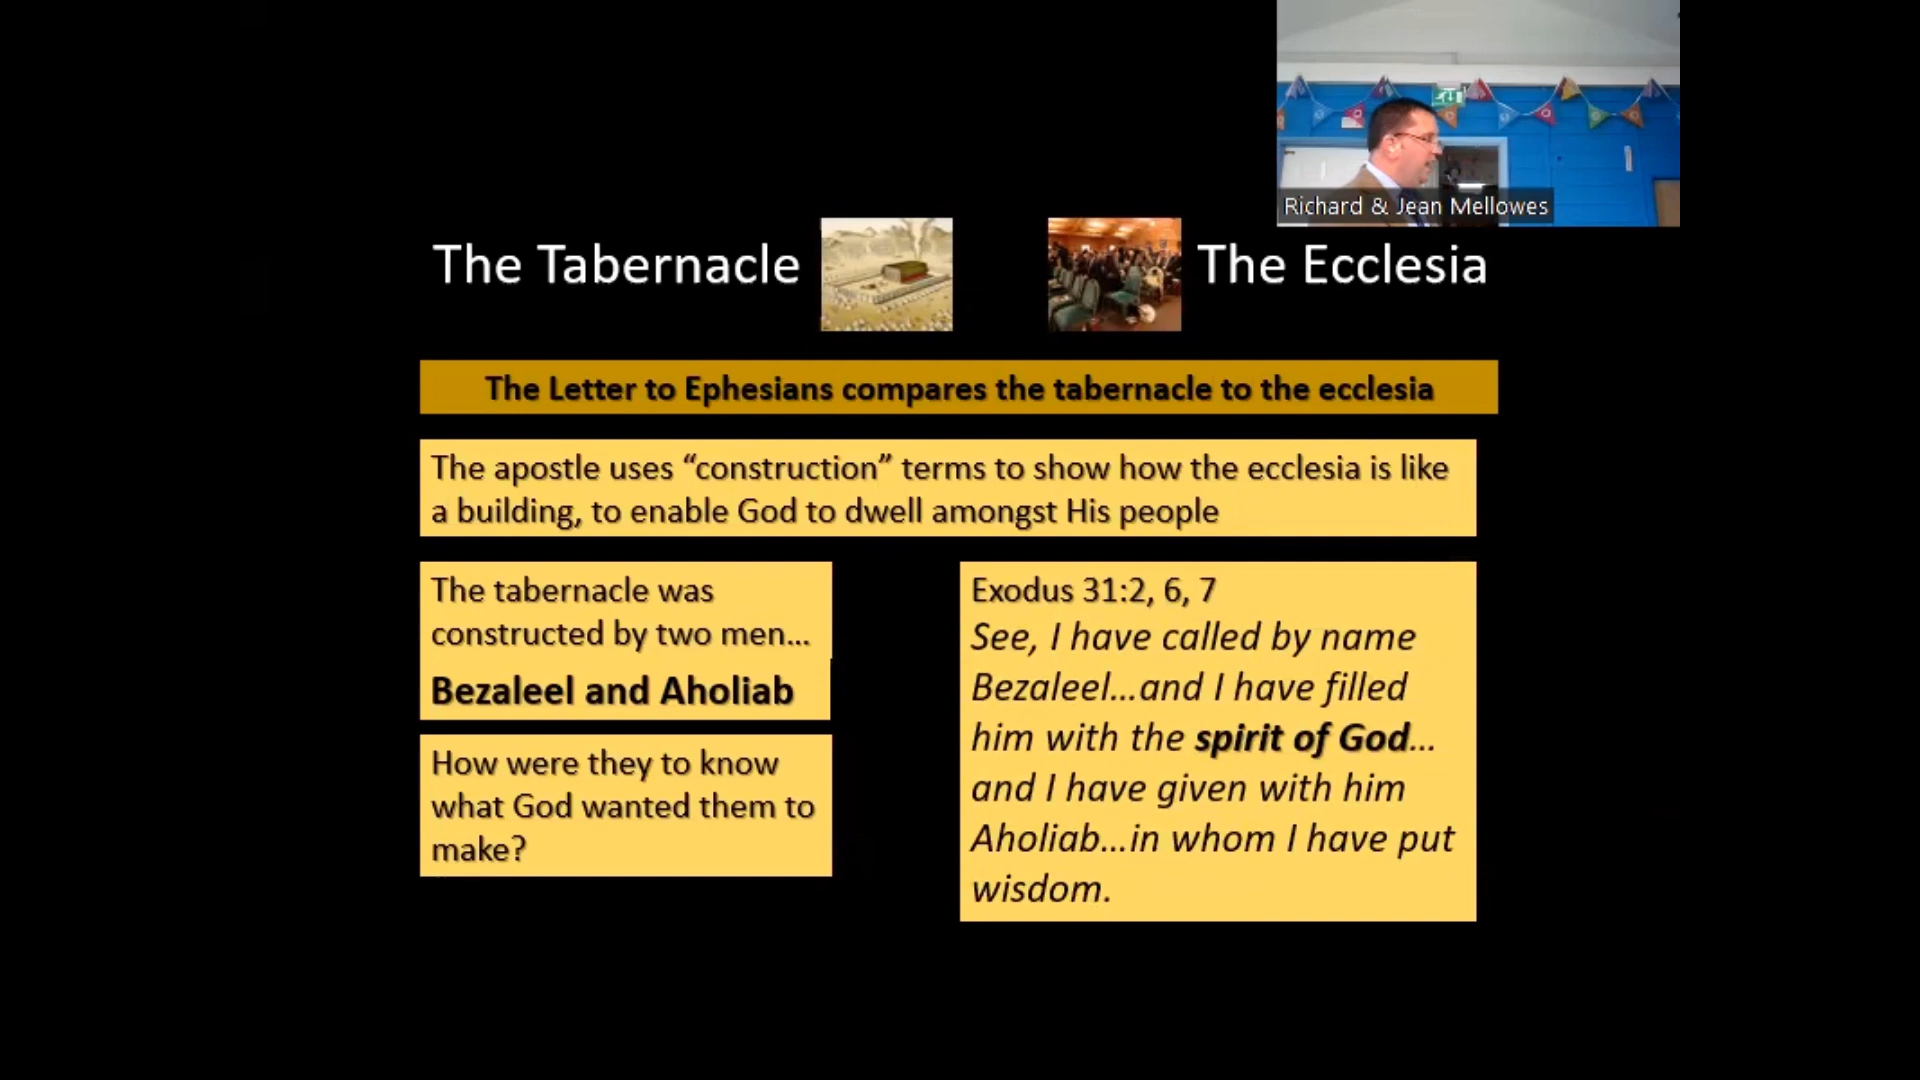 Richard & Jean Mellowes
The Tabernacle
The Ecclesia
The Letter to Ephesians compares the tabernacle to the ecclesia
The apostle uses “construction” terms to show how the ecclesia is like
a building, to enable God to dwell amongst His people
The tabernacle was
constructed by two men...
Bezaleel and Aholiab
How were they to know
what God wanted them to
make?
Exodus 31:2, 6, 7
See, I have called by name
Bezaleel...and I have filled
him with the spirit of God...
and I have given with him
Aholiab...in whom I have put
wisdom.